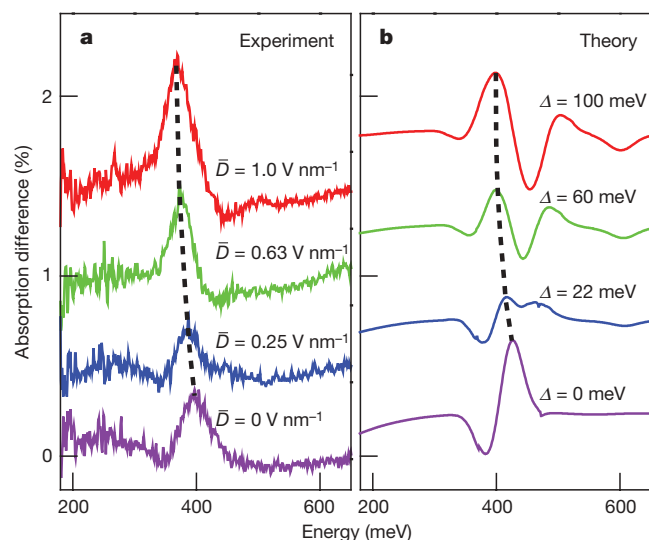 a Experiment
b Theory
2
Δ = 100 meV
D̄ = 1.0 V nm⁻¹
Δ = 60 meV
D̄ = 0.63 V nm⁻¹
1
Δ = 22 meV
D̄ = 0.25 V nm⁻¹
Δ = 0 meV
D̄ = 0 V nm⁻¹
0
Absorption difference (%)
200 400 600 200 400 600
Energy (meV)